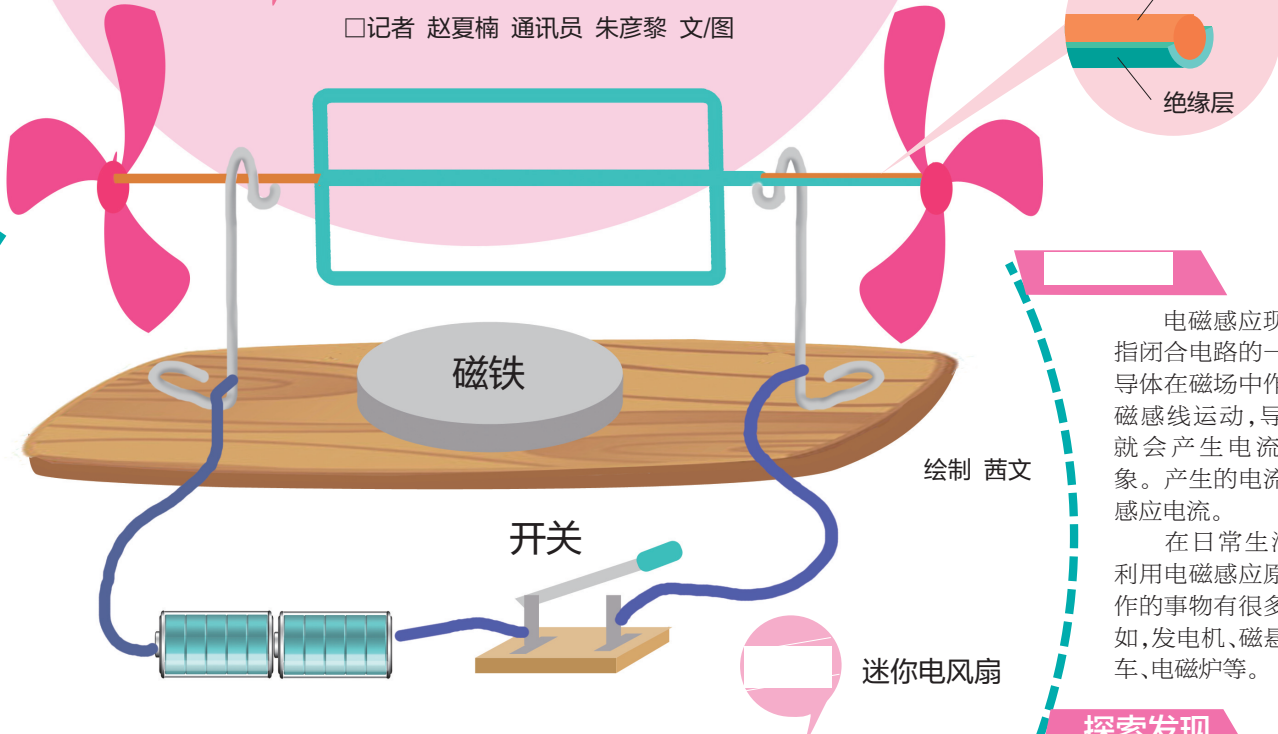 □记者 赵夏楠 通讯员 朱彦黎 文/图
绝缘层
磁铁
绘制 茜文
开关
迷你电风扇
电磁感应现
指闭合电路的一
导体在磁场中作
磁感线运动,导
就会产生电流
象。产生的电流
感应电流。
在日常生活
利用电磁感应原
作的事物有很多
如,发电机、磁悬
车、电磁炉等。
探索发现